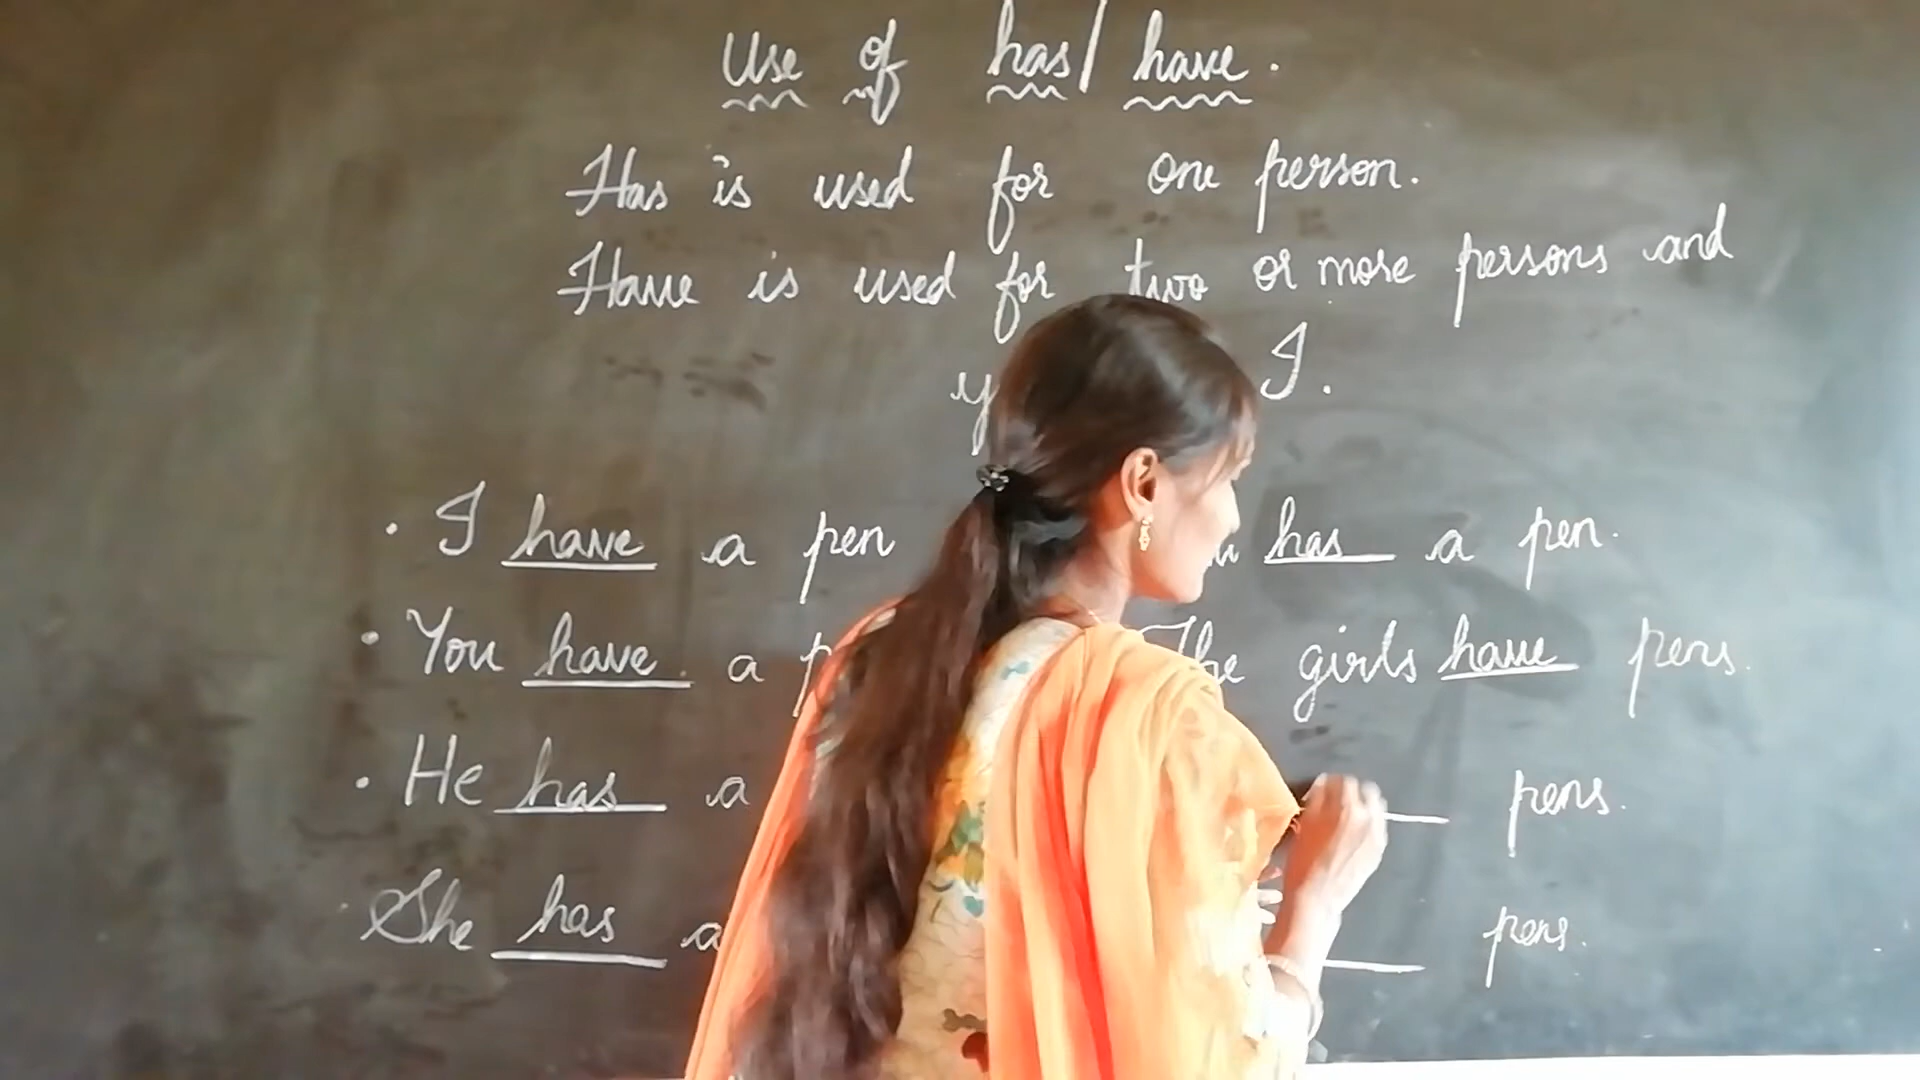 Use of has/have.
Has is used for one person.
Have is used for two or more persons and
I.
I have a pen has a pen.
You have a The girls have pens.
He has a pens.
She has a pens.